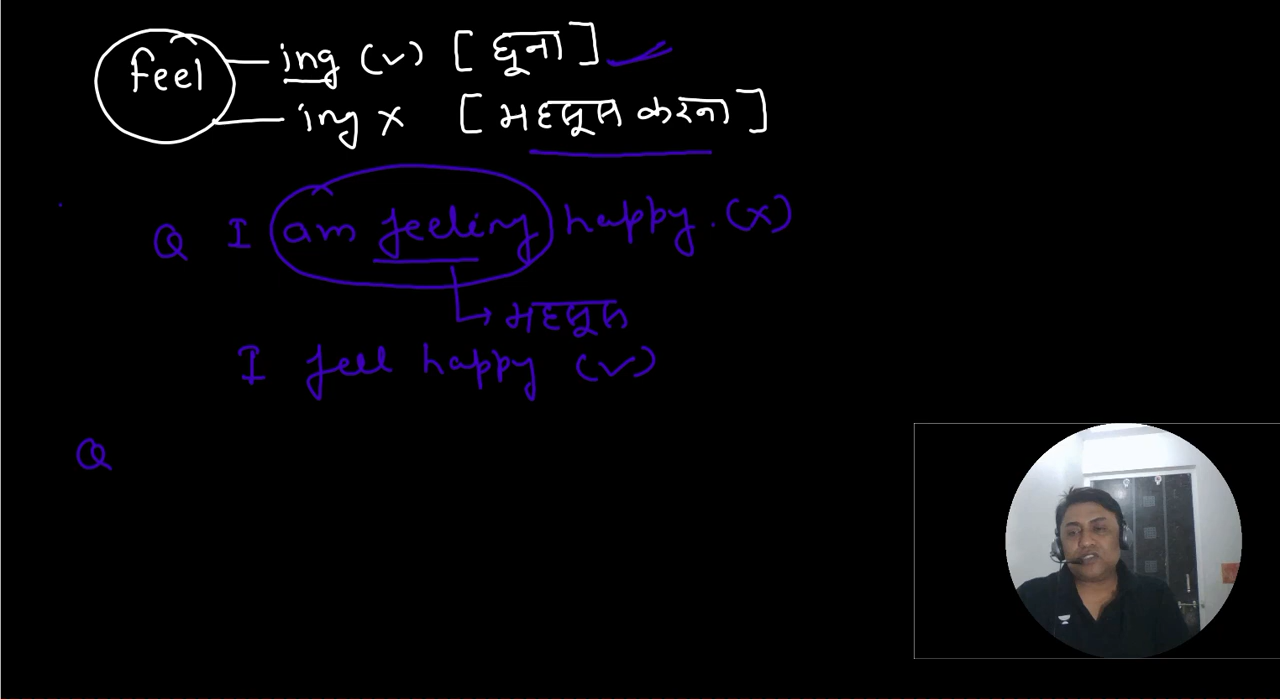 feel
ing (v) [ छूना ]
ing x [ महसूस करना ]
Q I am feeling happy. (x)
महसूस
I feel happy (v)
Q